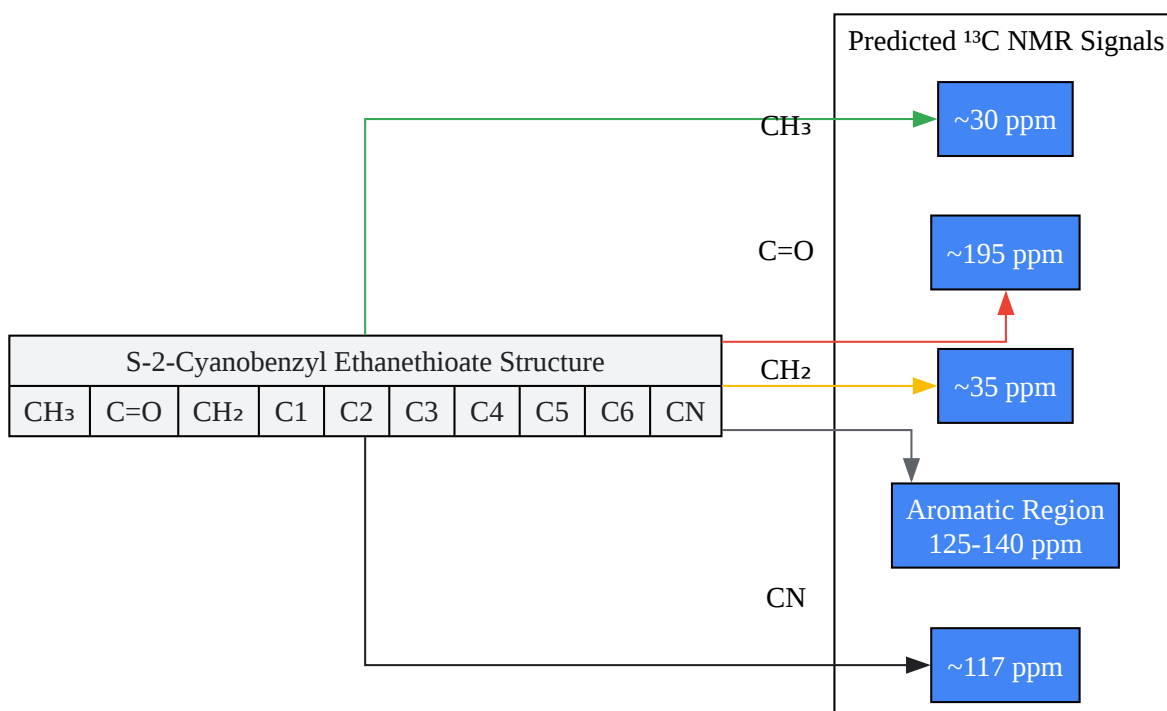 Predicted ¹³C NMR Signals
CH₃
~30 ppm
C=O
~195 ppm
S-2-Cyanobenzyl Ethanethioate Structure
CH₃ C=O CH₂ C1 C2 C3 C4 C5 C6 CN
CH₂
~35 ppm
Aromatic Region
125-140 ppm
CN
~117 ppm